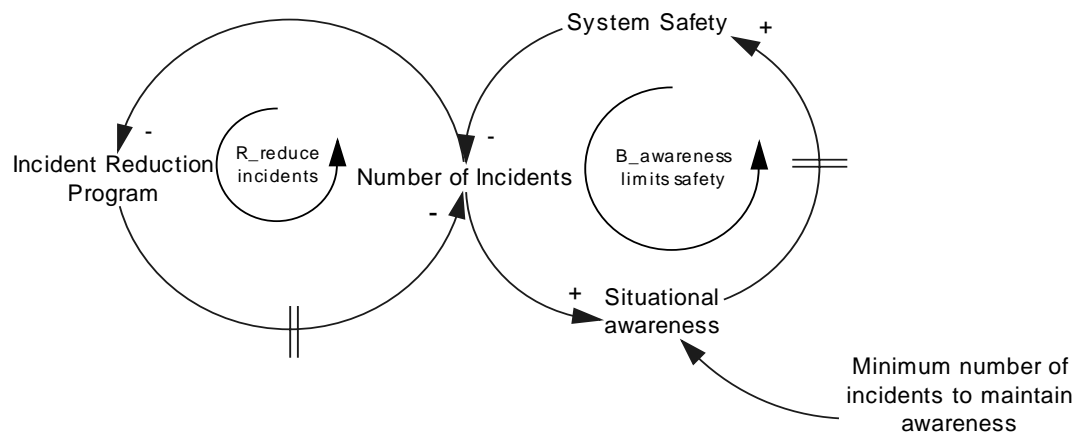 System Safety
+
-
-
Incident Reduction
Program
R_reduce
incidents
Number of Incidents
B_awareness
limits safety
-
+
Situational
awareness
Minimum number of
incidents to maintain
awareness